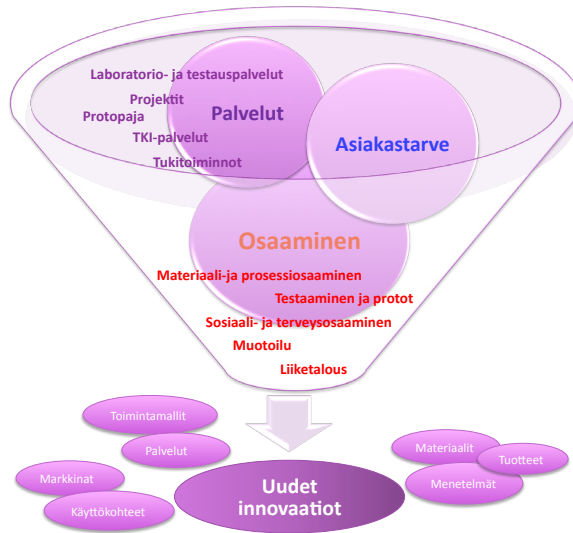 Laboratorio- ja testauspalvelut
Projektit
Protopaja
Palvelut
TKI-palvelut
Tukitoiminnot
Asiakastarve
Osaaminen
Materiaali-ja prosessiosaaminen
Testaaminen ja protot
Sosiaali- ja terveysosaaminen
Muotoilu
Liiketalous
Toimintamallit
Palvelut
Markkinat
Käyttökohteet
Uudet
innovaatiot
Materiaalit
Tuotteet
Menetelmät